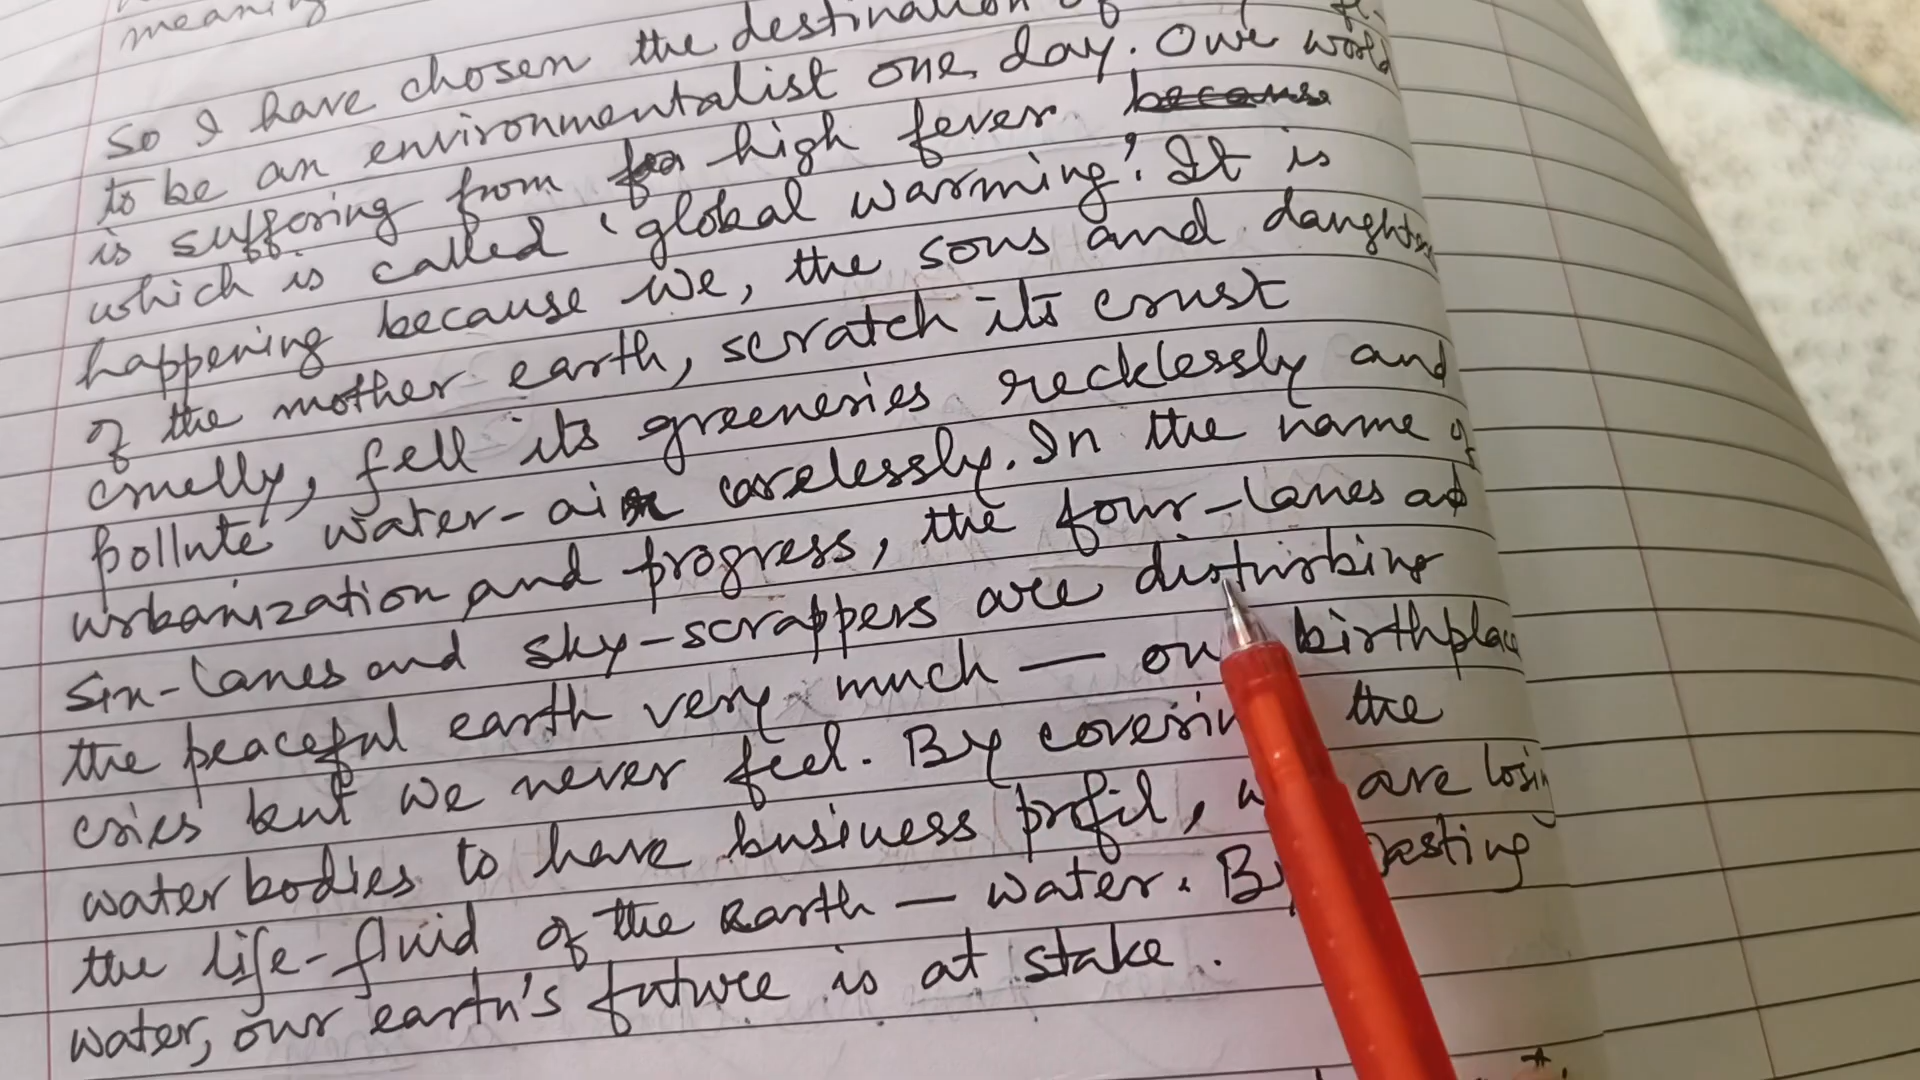 meaning
So I have chosen the destination of
to be an environmentalist one day. Our world
is suffering from high fever because
which is called 'global warming'. It is
happening because we, the sons and daughters
of the mother earth, scratch its crust
cruelly, fell its greeneries recklessly and
pollute water-air carelessly. In the name of
urbanization and progress, the four-lanes and
six-lanes and sky-scrappers are disturbing
the peaceful earth very much — our birthplace
cries but we never feel. By covering the
water bodies to have business profit, we are losing
the life-fluid of the earth — water. By wasting
water, our earth's future is at stake.